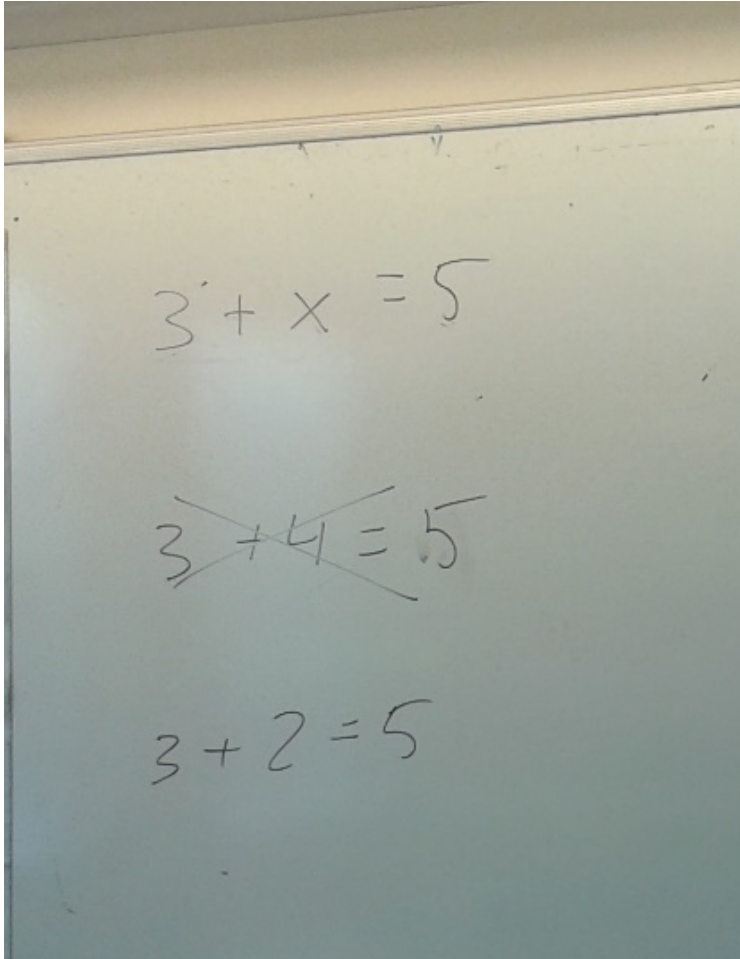 3 + x = 5
3 + 4 = 5
3 + 2 = 5